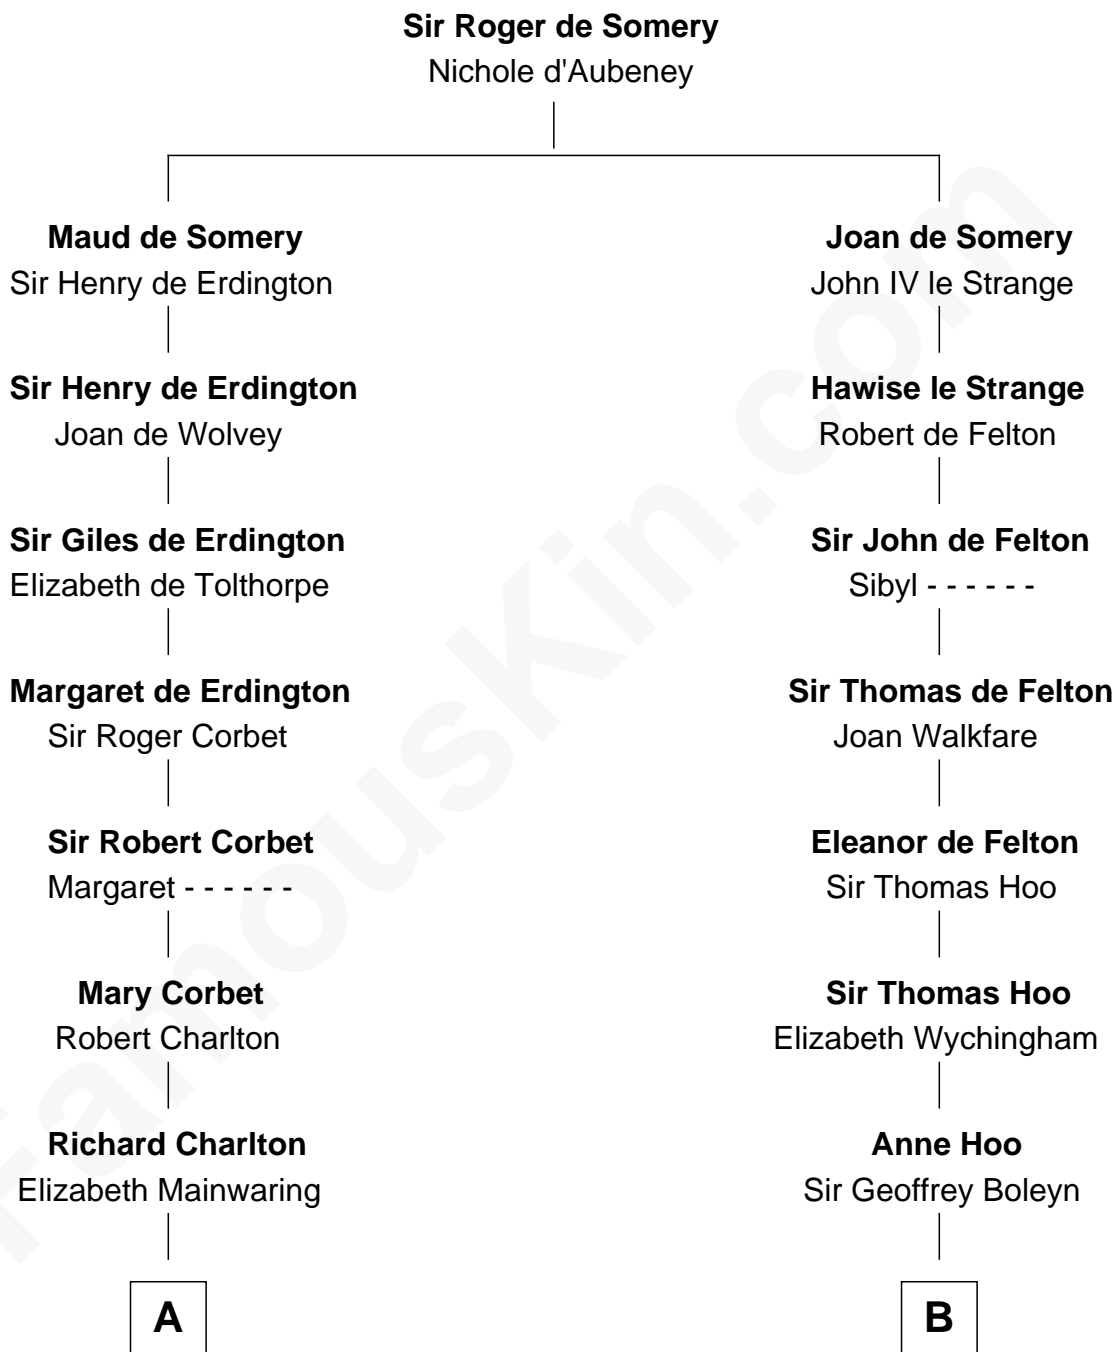 Sir Roger de Somery
Nichole d'Aubeney
Maud de Somery
Sir Henry de Erdington
Joan de Somery
John IV le Strange
Sir Henry de Erdington
Joan de Wolvey
Hawise le Strange
Robert de Felton
Sir Giles de Erdington
Elizabeth de Tolthorpe
Sir John de Felton
Sibyl - - - - - -
Margaret de Erdington
Sir Roger Corbet
Sir Thomas de Felton
Joan Walkfare
Sir Robert Corbet
Margaret - - - - - -
Eleanor de Felton
Sir Thomas Hoo
Mary Corbet
Robert Charlton
Sir Thomas Hoo
Elizabeth Wychingham
Richard Charlton
Elizabeth Mainwaring
Anne Hoo
Sir Geoffrey Boleyn
A
B
FamousKin.com